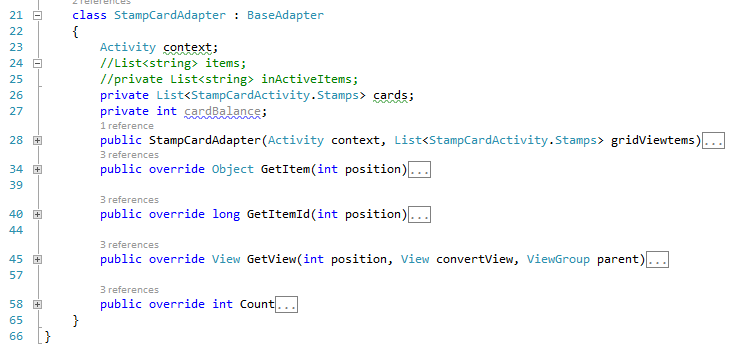 2 references
21 class StampCardAdapter : BaseAdapter
22 {
23 Activity context;
24 //List<string> items;
25 //private List<string> inActiveItems;
26 private List<StampCardActivity.Stamps> cards;
27 private int cardBalance;
1 reference
28 public StampCardAdapter(Activity context, List<StampCardActivity.Stamps> gridViewtems)...
3 references
34 public override Object GetItem(int position)...
39
3 references
40 public override long GetItemId(int position)...
44
3 references
45 public override View GetView(int position, View convertView, ViewGroup parent)...
57
3 references
58 public override int Count...
65 }
66 }